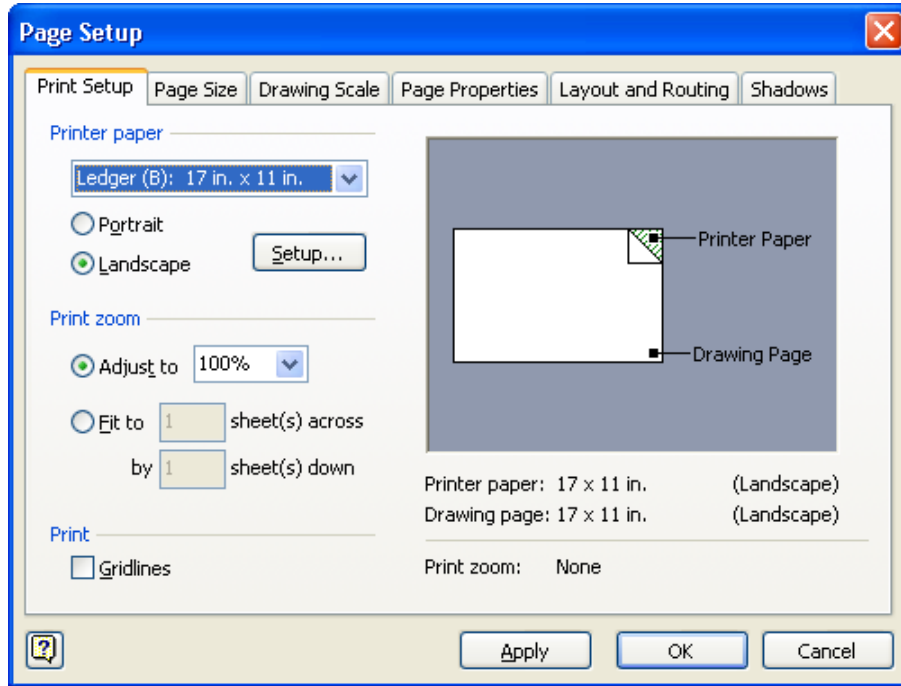 Page Setup
Print Setup Page Size Drawing Scale Page Properties Layout and Routing Shadows
Printer paper
Ledger (B): 17 in. x 11 in.
Portrait
Landscape
Setup...
Print zoom
Adjust to 100%
Fit to 1 sheet(s) across
by 1 sheet(s) down
Print
Gridlines
Printer Paper
Drawing Page
Printer paper: 17 x 11 in. (Landscape)
Drawing page: 17 x 11 in. (Landscape)
Print zoom: None
? Apply OK Cancel